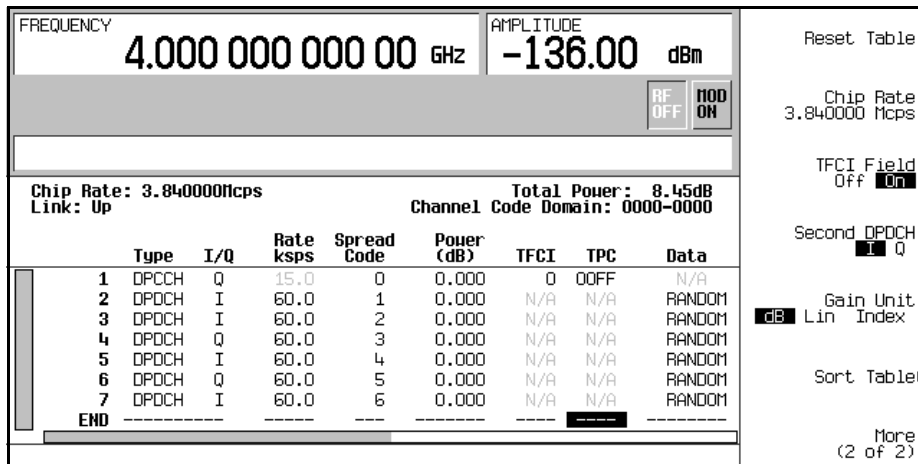 FREQUENCY
4.000 000 000 00 GHz
AMPLITUDE
-136.00 dBm
RF OFF
MOD ON
Chip Rate: 3.840000Mcps
Total Power: 8.45dB
Link: Up
Channel Code Domain: 0000-0000
Type I/Q Rate ksps Spread Code Power (dB) TFCI TPC Data
1 DPCCH Q 15.0 0 0.000 0 00FF N/A
2 DPDCH I 60.0 1 0.000 N/A N/A RANDOM
3 DPDCH I 60.0 2 0.000 N/A N/A RANDOM
4 DPDCH Q 60.0 3 0.000 N/A N/A RANDOM
5 DPDCH I 60.0 4 0.000 N/A N/A RANDOM
6 DPDCH Q 60.0 5 0.000 N/A N/A RANDOM
7 DPDCH I 60.0 6 0.000 N/A N/A RANDOM
END ---------- ----- --- ------- ---- ---- --------
Reset Table
Chip Rate
3.840000 Mcps
TFCI Field
Off On
Second DPDCH
I Q
Gain Unit
dB Lin Index
Sort Table
More
(2 of 2)